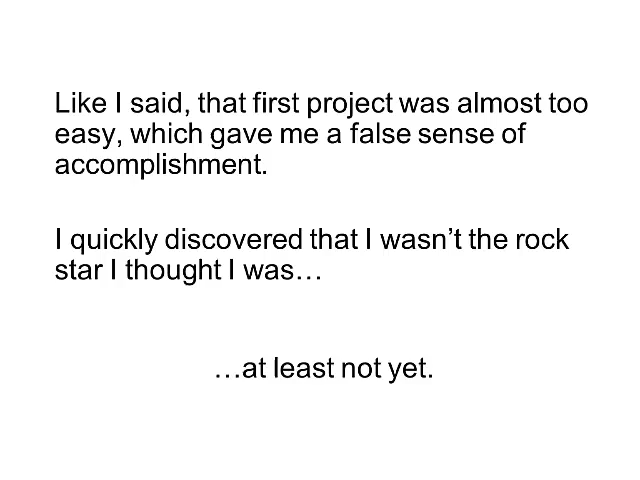 Like I said, that first project was almost too
easy, which gave me a false sense of
accomplishment.
I quickly discovered that I wasn’t the rock
star I thought I was…
…at least not yet.